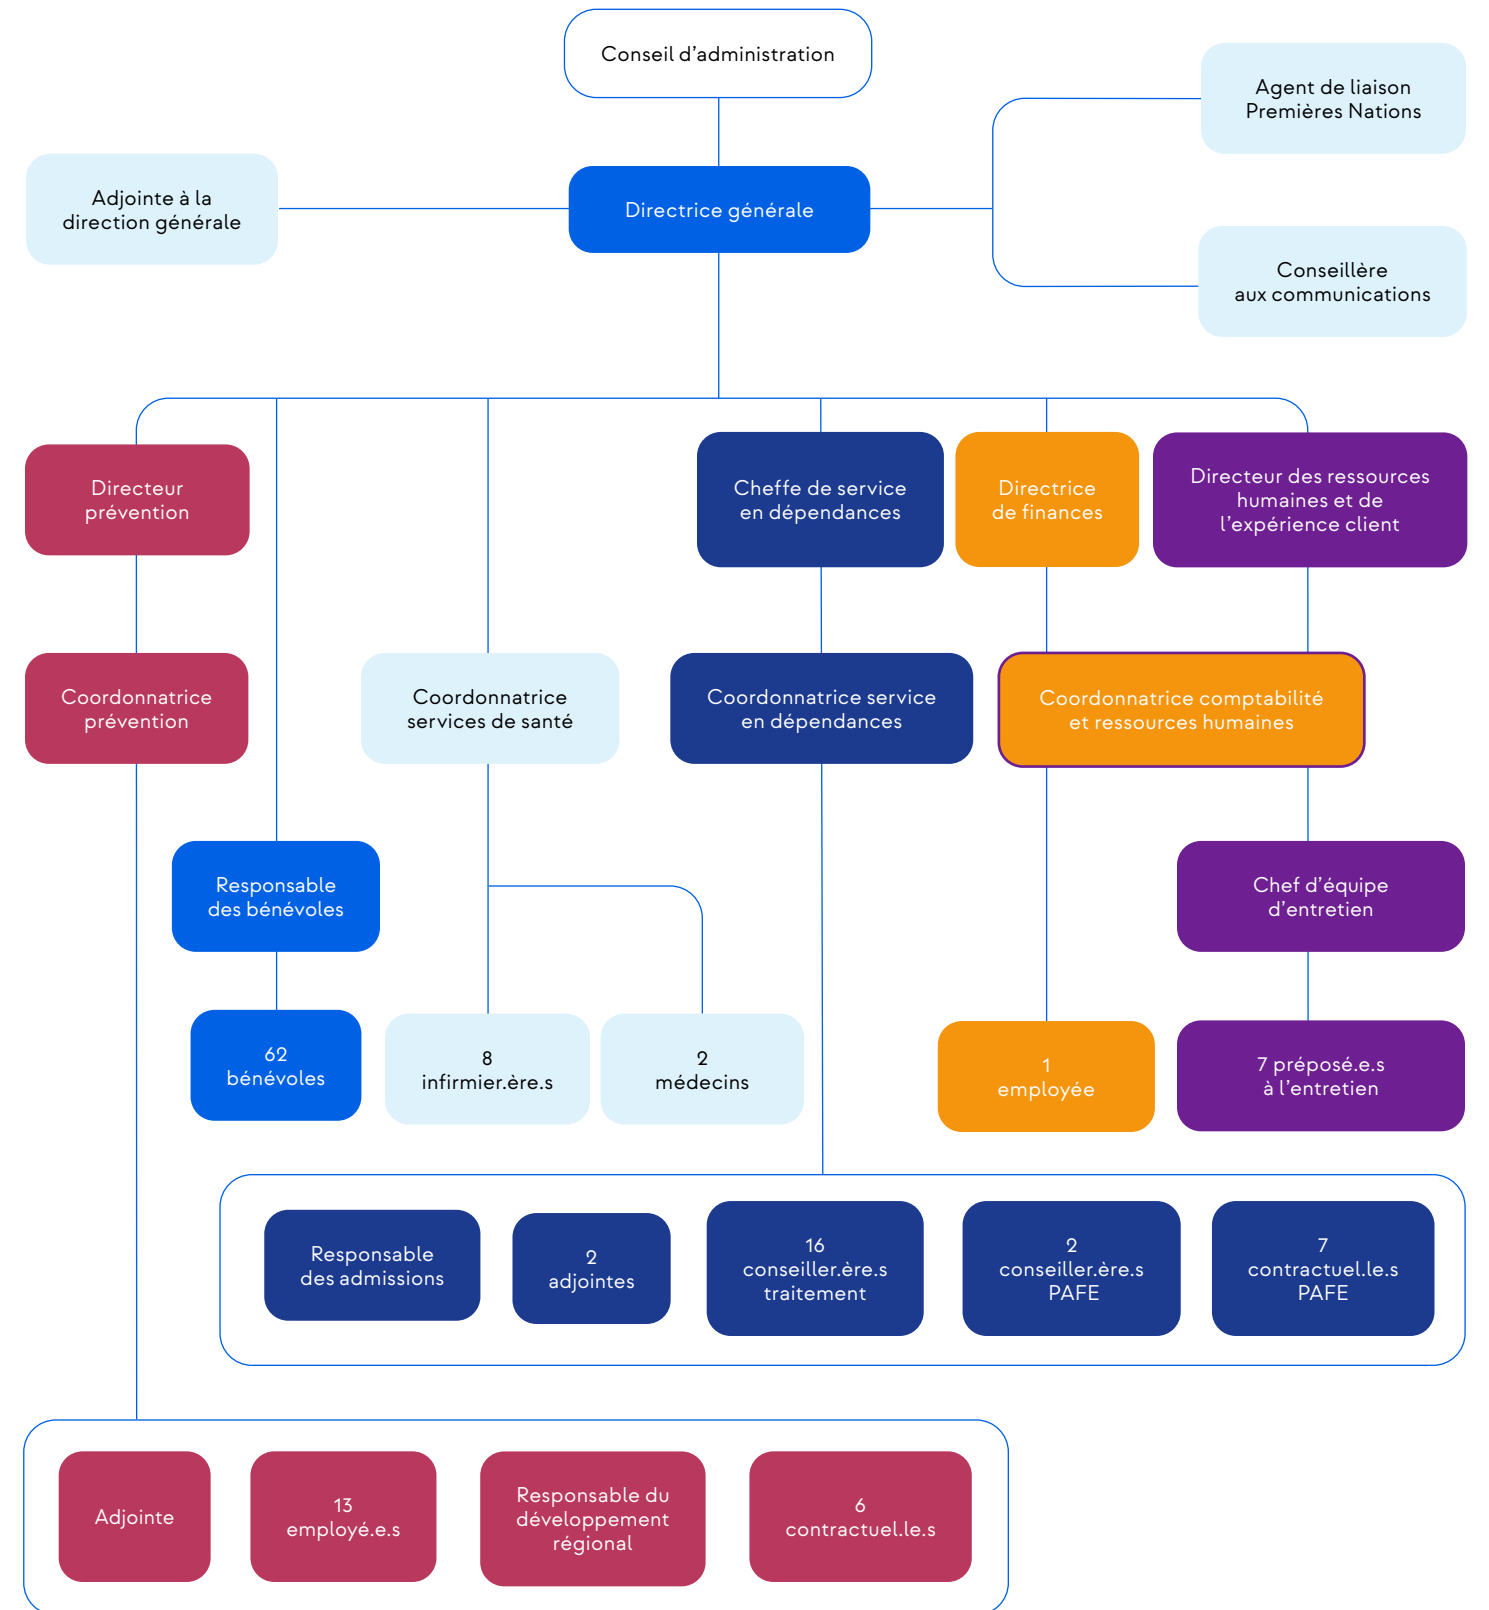 Conseil d’administration
Agent de liaison
Premières Nations
Adjointe à la
direction générale
Directrice générale
Conseillère
aux communications
Directeur
prévention
Cheffe de service
en dépendances
Directrice
de finances
Directeur des ressources
humaines et de
l’expérience client
Coordonnatrice
prévention
Coordonnatrice
services de santé
Coordonnatrice service
en dépendances
Coordonnatrice comptabilité
et ressources humaines
Responsable
des bénévoles
Chef d’équipe
d’entretien
62
bénévoles
8
infirmier.ère.s
2
médecins
1
employée
7 préposé.e.s
à l’entretien
Responsable
des admissions
2
adjointes
16
conseiller.ère.s
traitement
2
conseiller.ère.s
PAFE
7
contractuel.le.s
PAFE
Adjointe
13
employé.e.s
Responsable du
développement
régional
6
contractuel.le.s